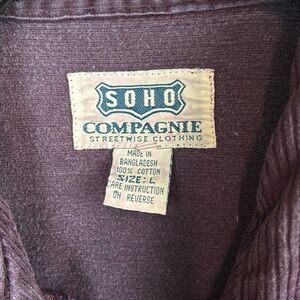 SOHO
COMPAGNIE
STREETWISE CLOTHING
MADE IN
BANGLADESH
100% COTTON
SIZE: L
CARE INSTRUCTION
ON REVERSE